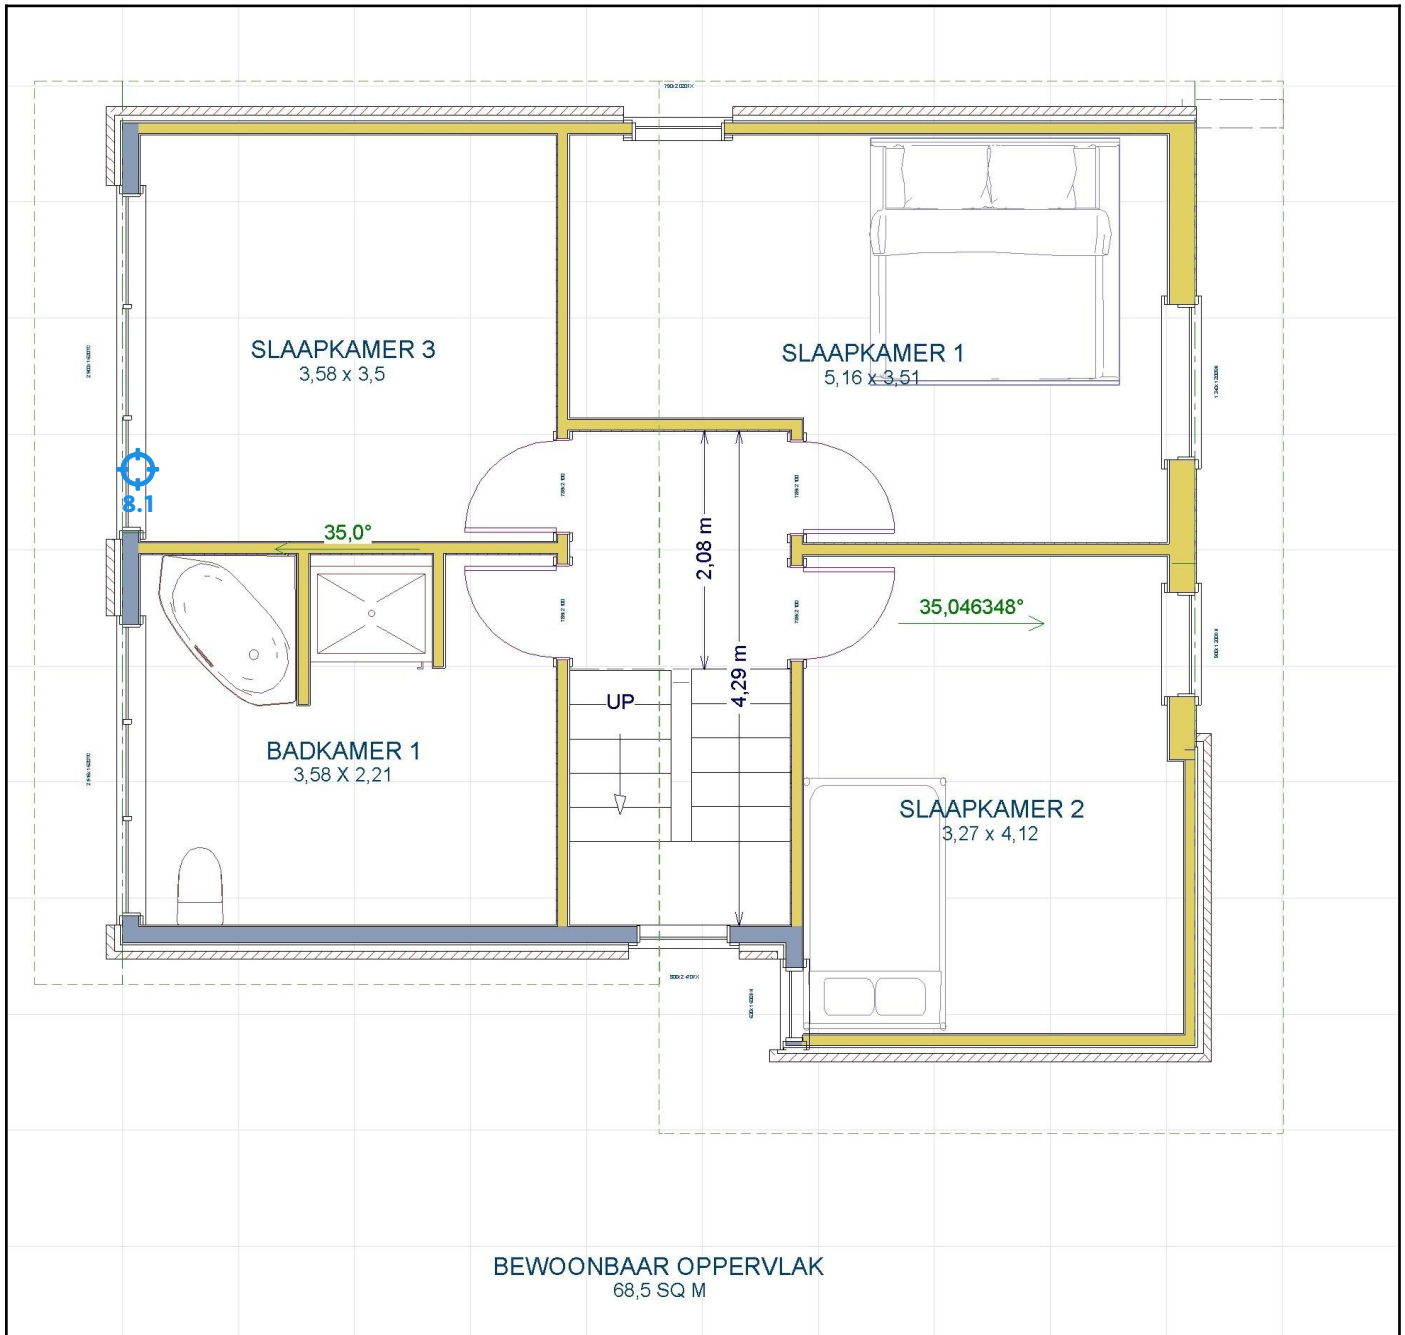 SLAAPKAMER 3
3,58 x 3,5
SLAAPKAMER 1
5,16 x 3,51
8.1
35,0°
2,08 m
35,046348°
4,29 m
UP
BADKAMER 1
3,58 X 2,21
SLAAPKAMER 2
3,27 x 4,12
BEWOONBAAR OPPERVLAK
68,5 SQ M